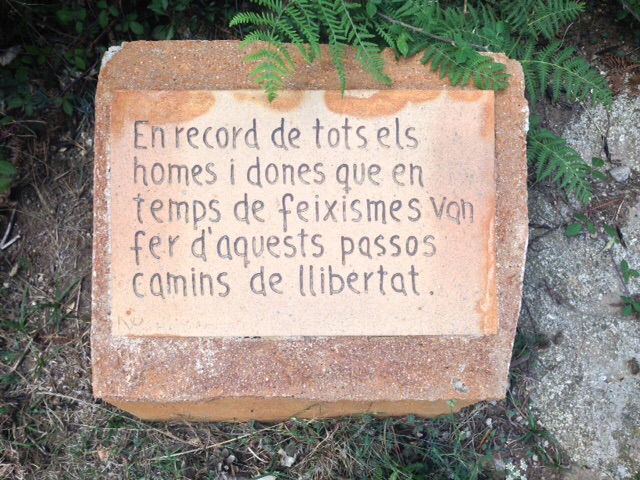 En record de tots els
homes i dones que en
temps de feixismes van
fer d'aquests passos
camins de llibertat.